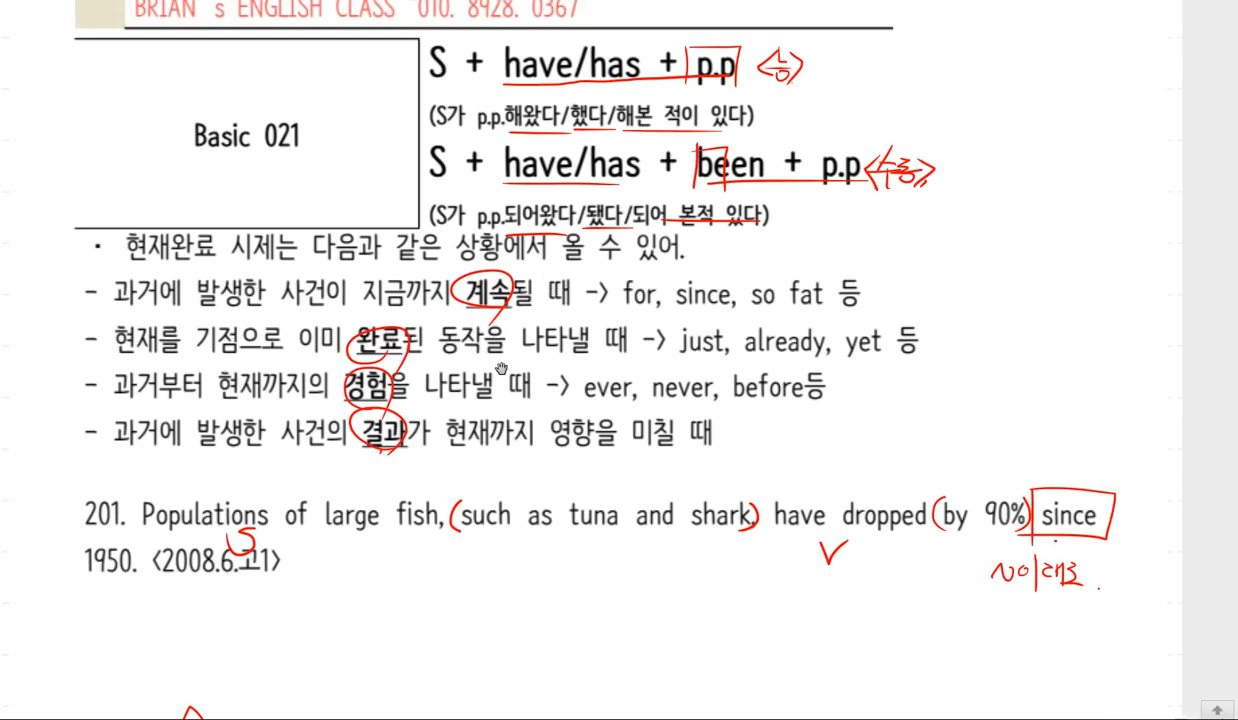 BRIAN's ENGLISH CLASS "010. 8928. 0367"
S + have/has + p.p
(S가 p.p.해왔다/했다/해본 적이 있다)
Basic 021
S + have/has + been + p.p
(S가 p.p.되어왔다/됐다/되어 본적 있다)
· 현재완료 시제는 다음과 같은 상황에서 올 수 있어.
- 과거에 발생한 사건이 지금까지 계속될 때 -> for, since, so fat 등
- 현재를 기점으로 이미 완료된 동작을 나타낼 때 -> just, already, yet 등
- 과거부터 현재까지의 경험을 나타낼 때 -> ever, never, before등
- 과거에 발생한 사건의 결과가 현재까지 영향을 미칠 때
201. Populations of large fish, (such as tuna and shark,) have dropped (by 90%) since
S V
1950. <2008.6.고1>